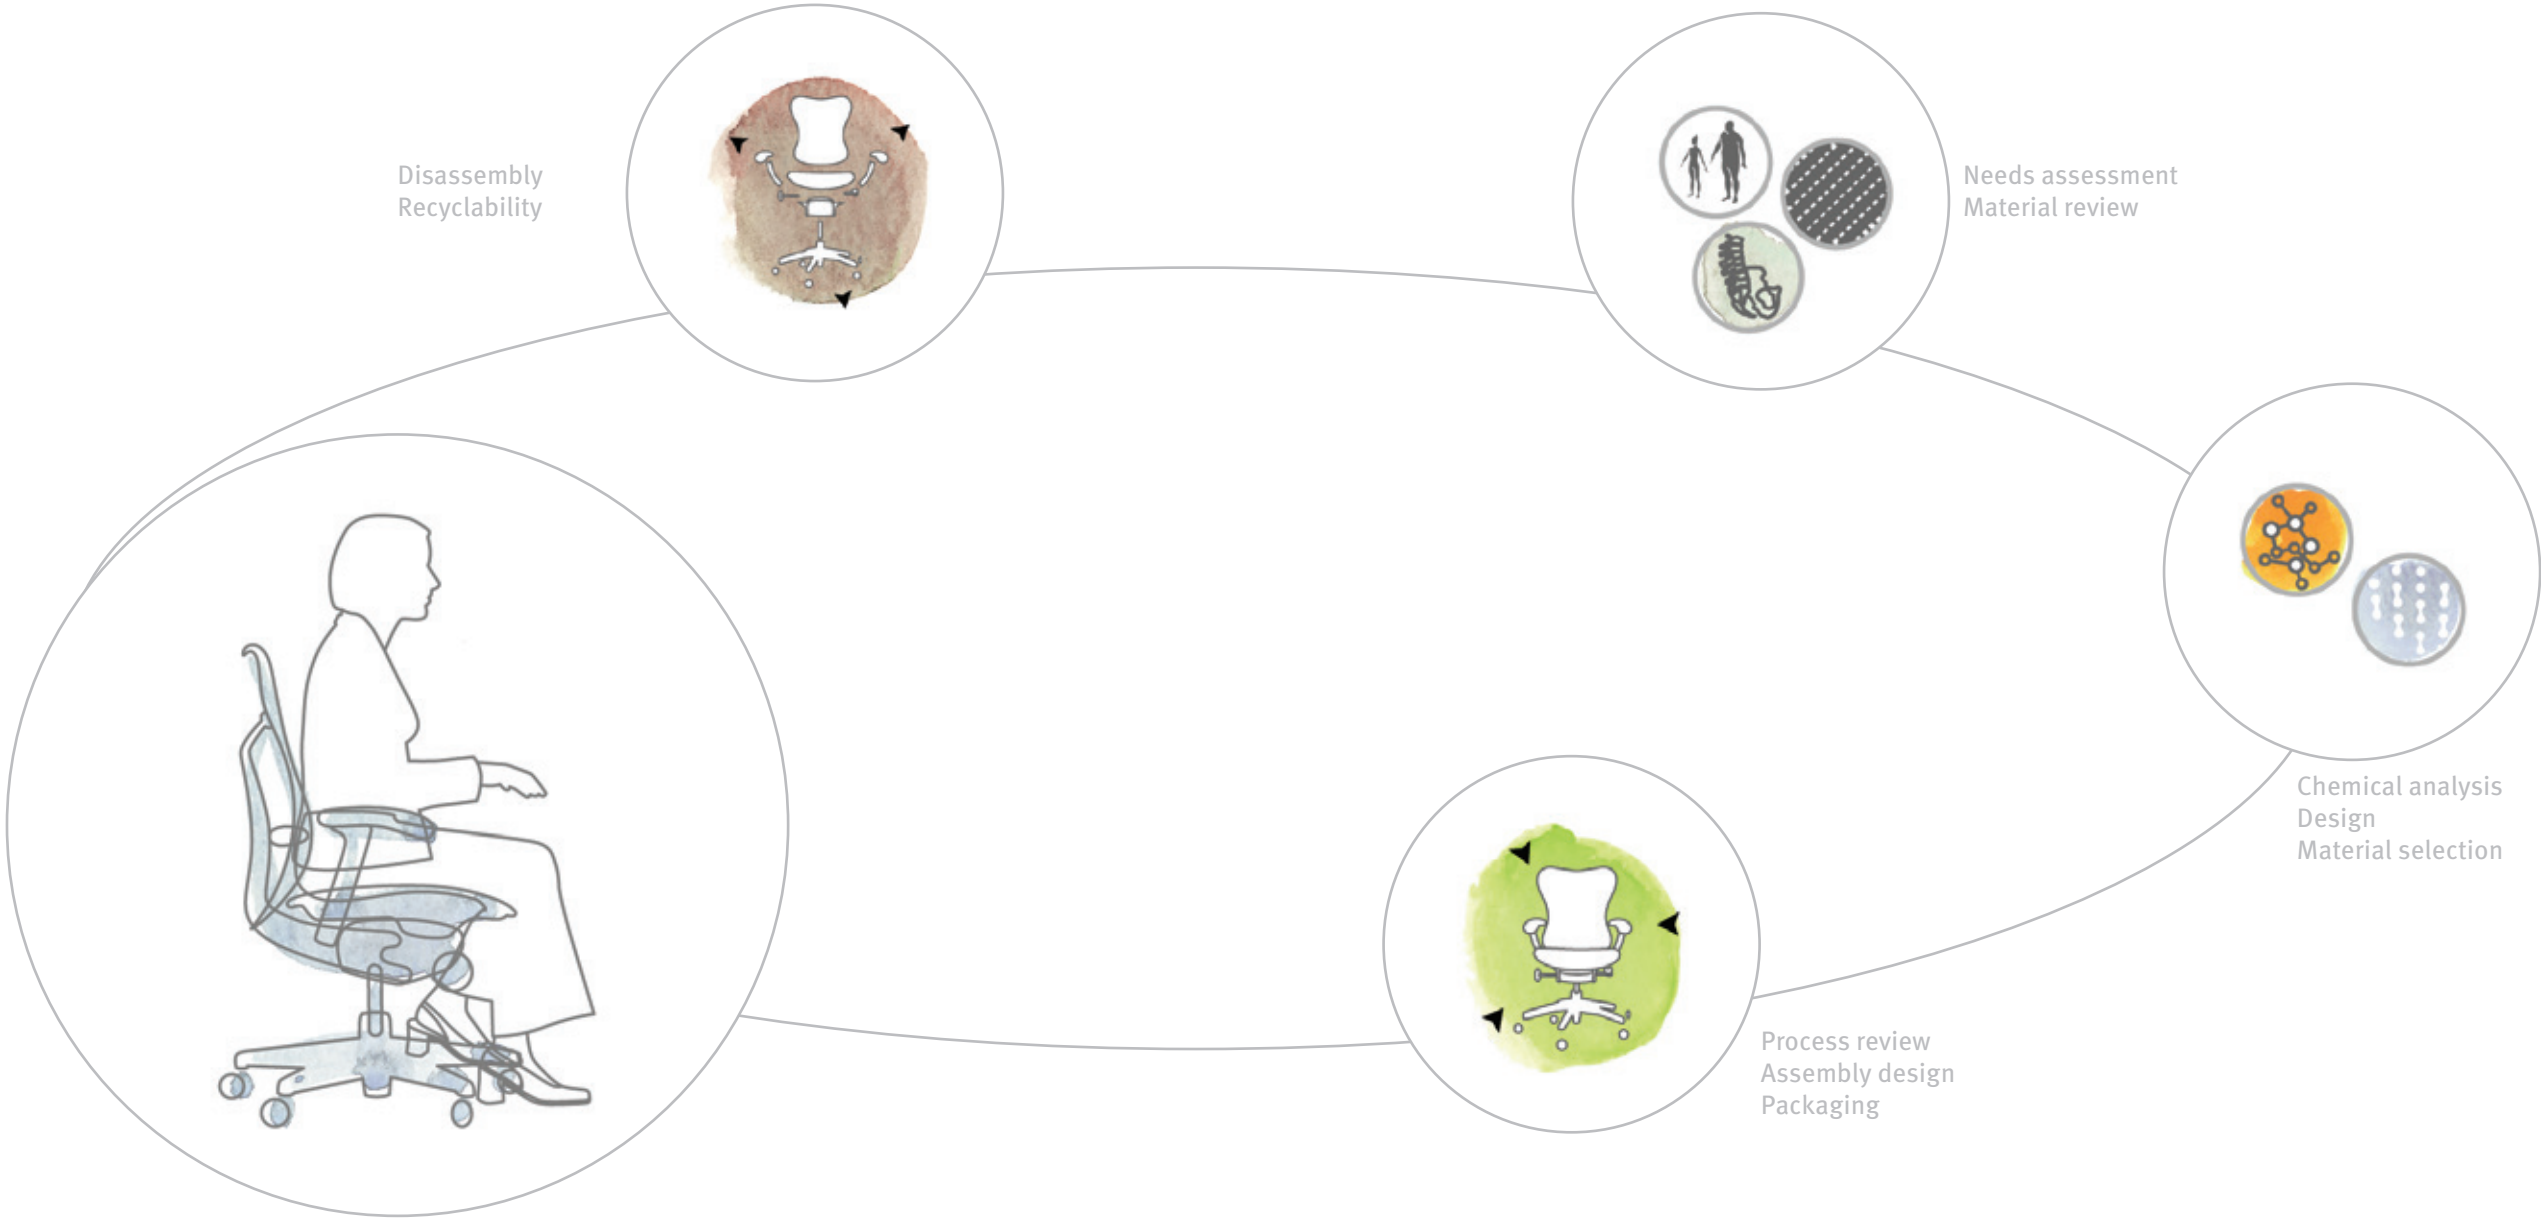 Disassembly
Recyclability
Needs assessment
Material review
Chemical analysis
Design
Material selection
Process review
Assembly design
Packaging